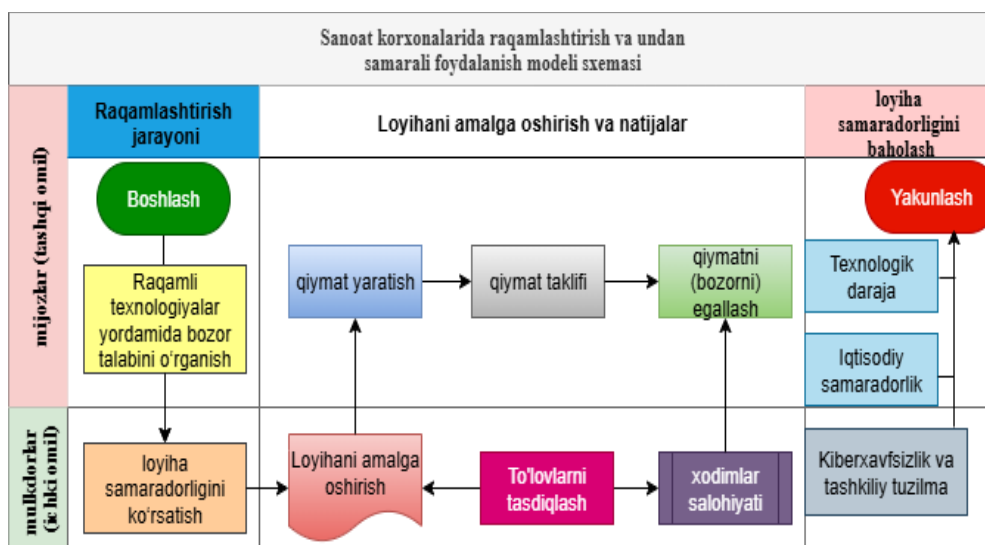 Sanoat korxonalarida raqamlashtirish va undan
samarali foydalanish modeli sxemasi
mijozlar (tashqi omil)
Raqamlashtirish
jarayoni
Loyihani amalga oshirish va natijalar
loyiha
samaradorligini
baholash
Boshlash
Yakunlash
Raqamli
texnologiyalar
yordamida bozor
talabini o‘rganish
qiymat yaratish
qiymat taklifi
qiymatni
(bozorni)
egallash
Texnologik
daraja
Iqtisodiy
samaradorlik
mulkdorlar
(ichki omil)
loyiha
samaradorligini
ko‘rsatish
Loyihani amalga
oshirish
To'lovlarni
tasdiqlash
xodimlar
salohiyati
Kiberxavfsizlik va
tashkiliy tuzilma